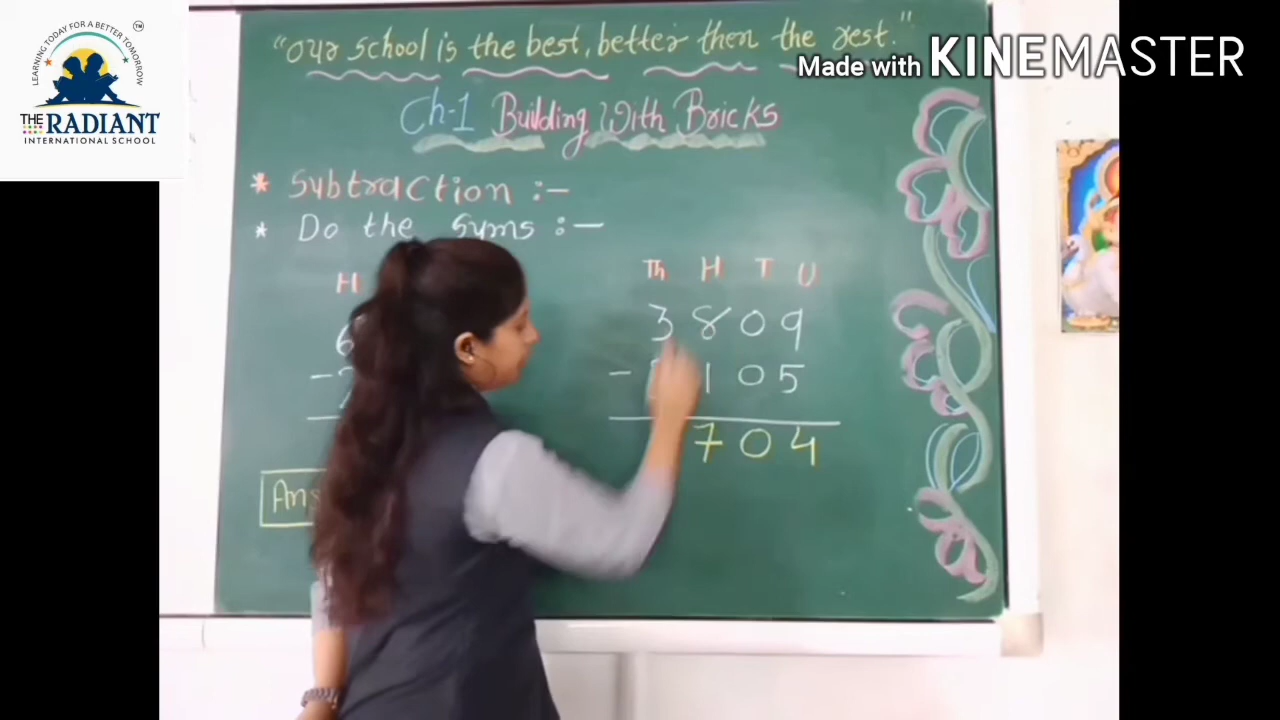 LEARNING TODAY FOR A BETTER TOMORROW
TM
THE RADIANT
INTERNATIONAL SCHOOL
Made with KINEMASTER
"Our school is the best, better then the rest."
Ch-1 Building With Bricks
* Subtraction :-
* Do the Sums :-
H
6
-
Ans
Th H T U
3 8 0 9
- 1 0 5
7 0 4